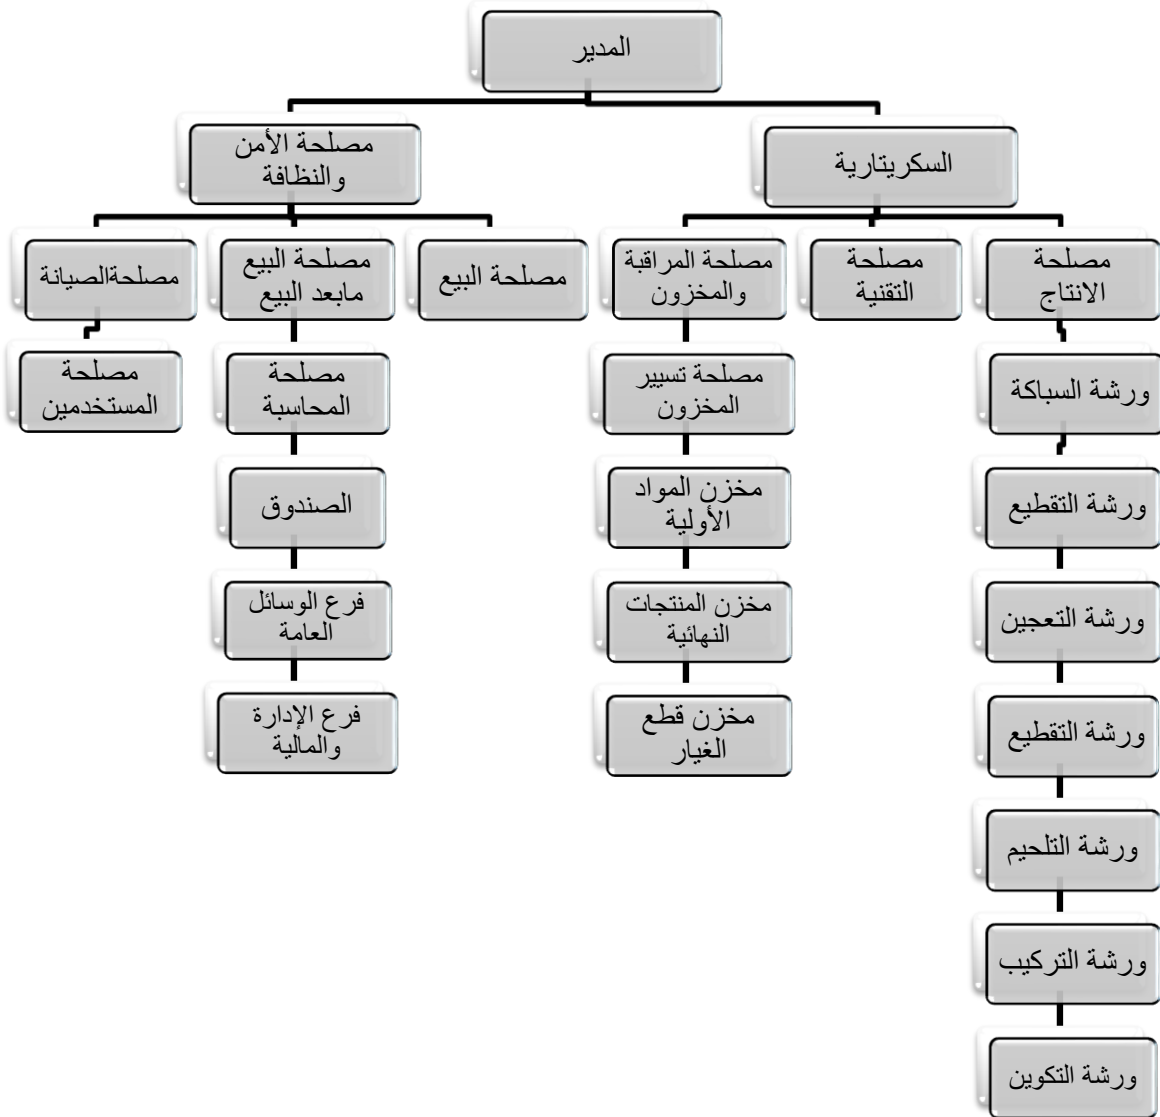 المدير
السكريتارية
مصلحة الأمن
والنظافة
مصلحة
الانتاج
مصلحة
التقنية
مصلحة المراقبة
والمخزون
مصلحة البيع
مصلحة البيع
مابعد البيع
مصلحةالصيانة
ورشة السباكة
مصلحة تسيير
المخزون
مصلحة
المحاسبة
مصلحة
المستخدمين
ورشة التقطيع
مخزن المواد
الأولية
الصندوق
ورشة التعجين
مخزن المنتجات
النهائية
فرع الوسائل
العامة
ورشة التقطيع
مخزن قطع
الغيار
فرع الإدارة
والمالية
ورشة التلحيم
ورشة التركيب
ورشة التكوين